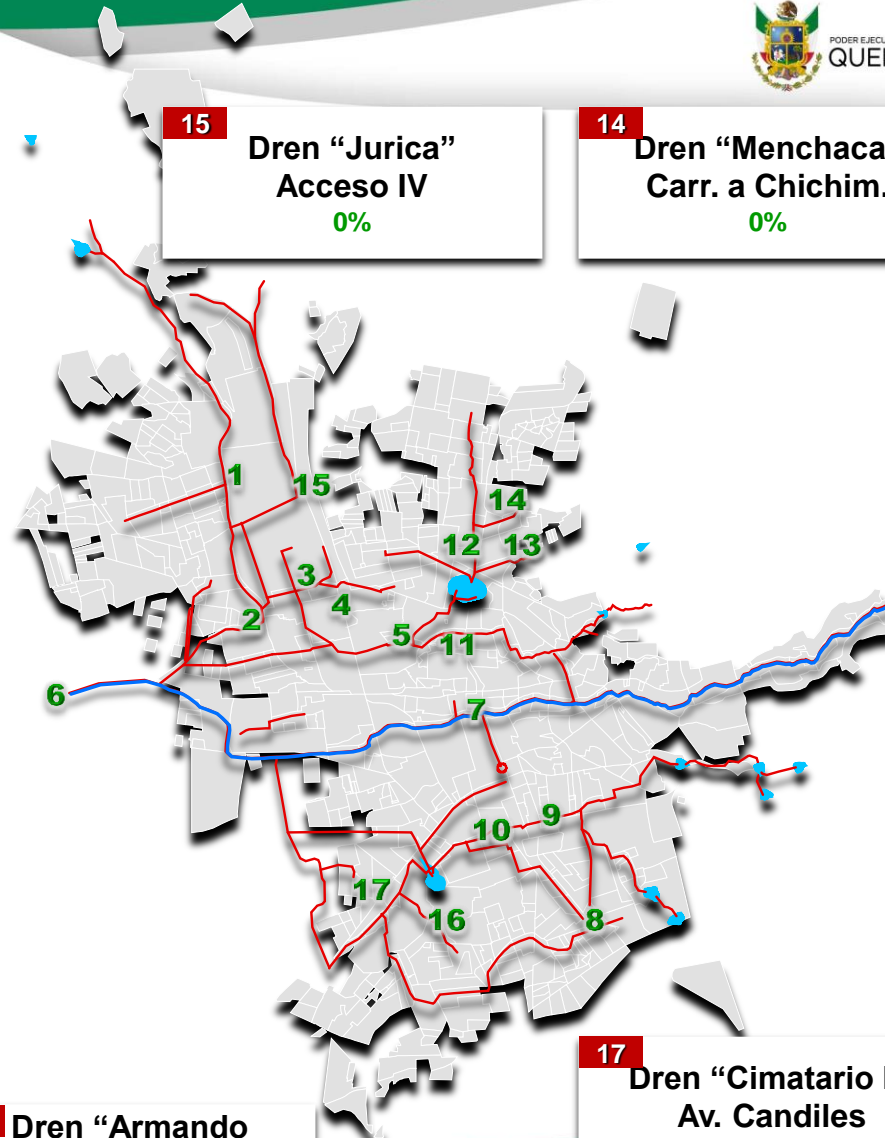 PODER EJECU
QUE
15
Dren “Jurica”
Acceso IV
0%
14
Dren “Menchaca
Carr. a Chichim.
0%
1
15
14
12
13
3
4
2
5
11
6
7
9
10
17
16
8
17
Dren “Cimatario
Av. Candiles
Dren “Armando